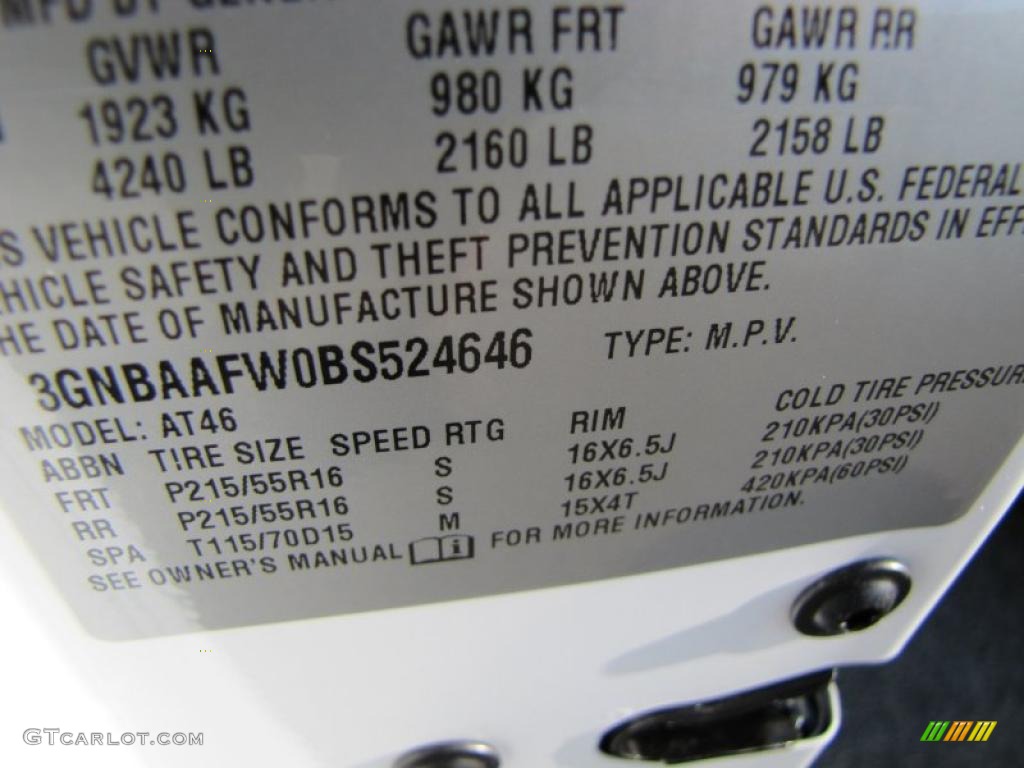 MFD BY GENER
GVWR GAWR FRT GAWR RR
1923 KG 980 KG 979 KG
4240 LB 2160 LB 2158 LB
S VEHICLE CONFORMS TO ALL APPLICABLE U.S. FEDERAL
HICLE SAFETY AND THEFT PREVENTION STANDARDS IN EFF
HE DATE OF MANUFACTURE SHOWN ABOVE.
3GNBAAFW0BS524646 TYPE: M.P.V.
MODEL: AT46
ABBN TIRE SIZE SPEED RTG RIM COLD TIRE PRESSUR
FRT P215/55R16 S 16X6.5J 210KPA(30PSI)
RR P215/55R16 S 16X6.5J 210KPA(30PSI)
SPA T115/70D15 M 15X4T 420KPA(60PSI)
SEE OWNER'S MANUAL FOR MORE INFORMATION.
GTCarLot.com